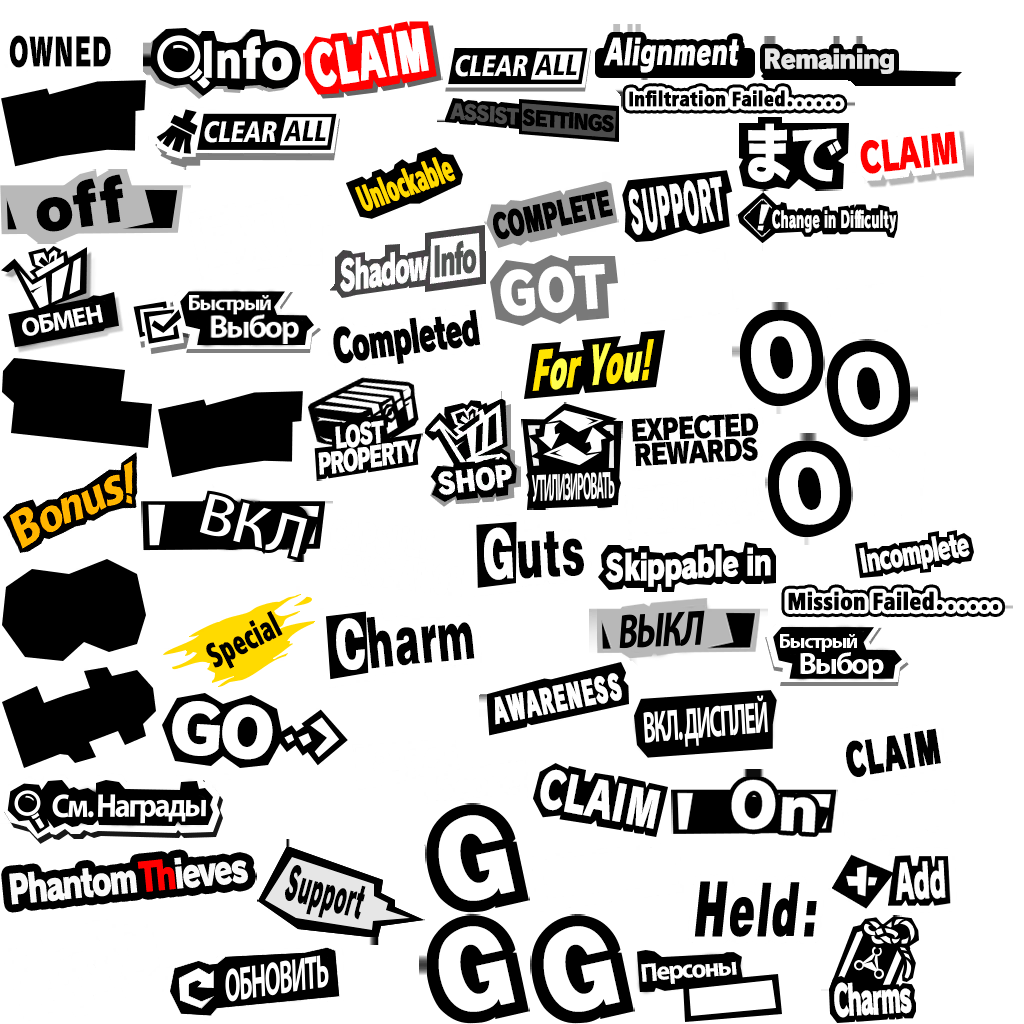 OWNED
Info
CLAIM
CLEAR ALL
Alignment
Remaining
CLEAR ALL
ASSIST SETTINGS
Infiltration Failed.......
まで
CLAIM
off
Unlockable
COMPLETE
SUPPORT
Change in Difficulty
ОБМЕН
Быстрый
Выбор
Shadow Info
GOT
Completed
For You!
O
O
O
LOST
PROPERTY
SHOP
УТИЛИЗИРОВАТЬ
EXPECTED
REWARDS
Bonus!
ВКЛ
Guts
Skippable in
Incomplete
Special
Charm
ВЫКЛ
Mission Failed.......
Быстрый
Выбор
GO
AWARENESS
ВКЛ. ДИСПЛЕЙ
CLAIM
См. Награды
CLAIM
On
Phantom Thieves
Support
G
Held:
Add
ОБНОВИТЬ
G
G
Персоны
Charms